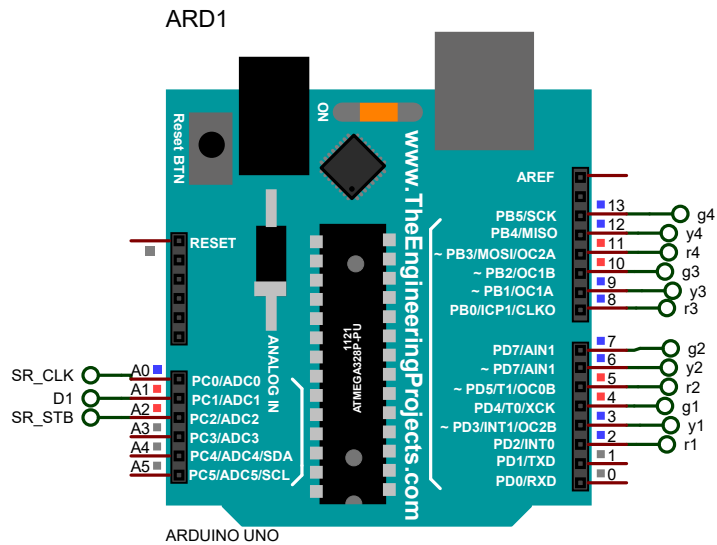 ARD1
Reset BTN
ON
www.TheEngineeringProjects.com
1121
ATMEGA328P-PU
ANALOG IN
RESET
AREF
PB5/SCK 13 g4
PB4/MISO 12 y4
~ PB3/MOSI/OC2A 11 r4
~ PB2/OC1B 10 g3
~ PB1/OC1A 9 y3
PB0/ICP1/CLKO 8 r3
PD7/AIN1 7 g2
~ PD7/AIN1 6 y2
~ PD5/T1/OC0B 5 r2
PD4/T0/XCK 4 g1
~ PD3/INT1/OC2B 3 y1
PD2/INT0 2 r1
PD1/TXD 1
PD0/RXD 0
SR_CLK A0 PC0/ADC0
D1 A1 PC1/ADC1
SR_STB A2 PC2/ADC2
A3 PC3/ADC3
A4 PC4/ADC4/SDA
A5 PC5/ADC5/SCL
ARDUINO UNO